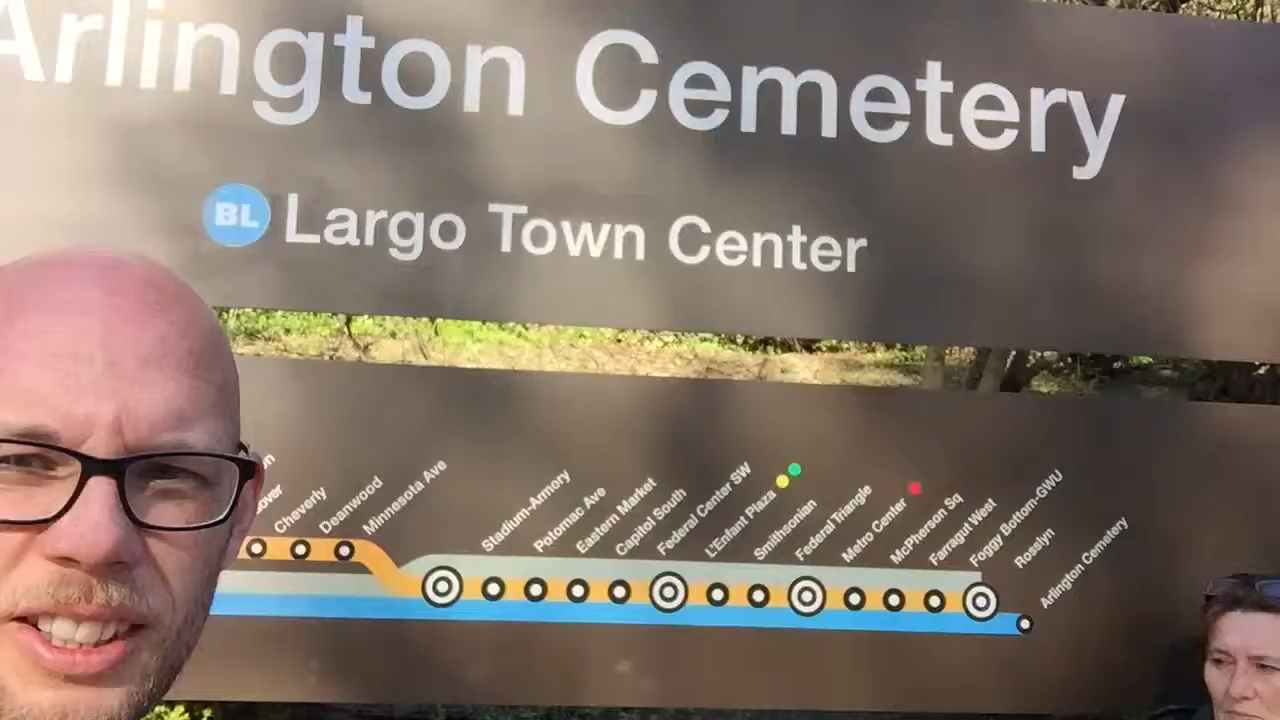 Arlington Cemetery
BL Largo Town Center
Cheverly
Deanwood
Minnesota Ave
Stadium-Armory
Potomac Ave
Eastern Market
Capitol South
Federal Center SW
L'Enfant Plaza
Smithsonian
Federal Triangle
Metro Center
McPherson Sq
Farragut West
Foggy Bottom-GWU
Rosslyn
Arlington Cemetery